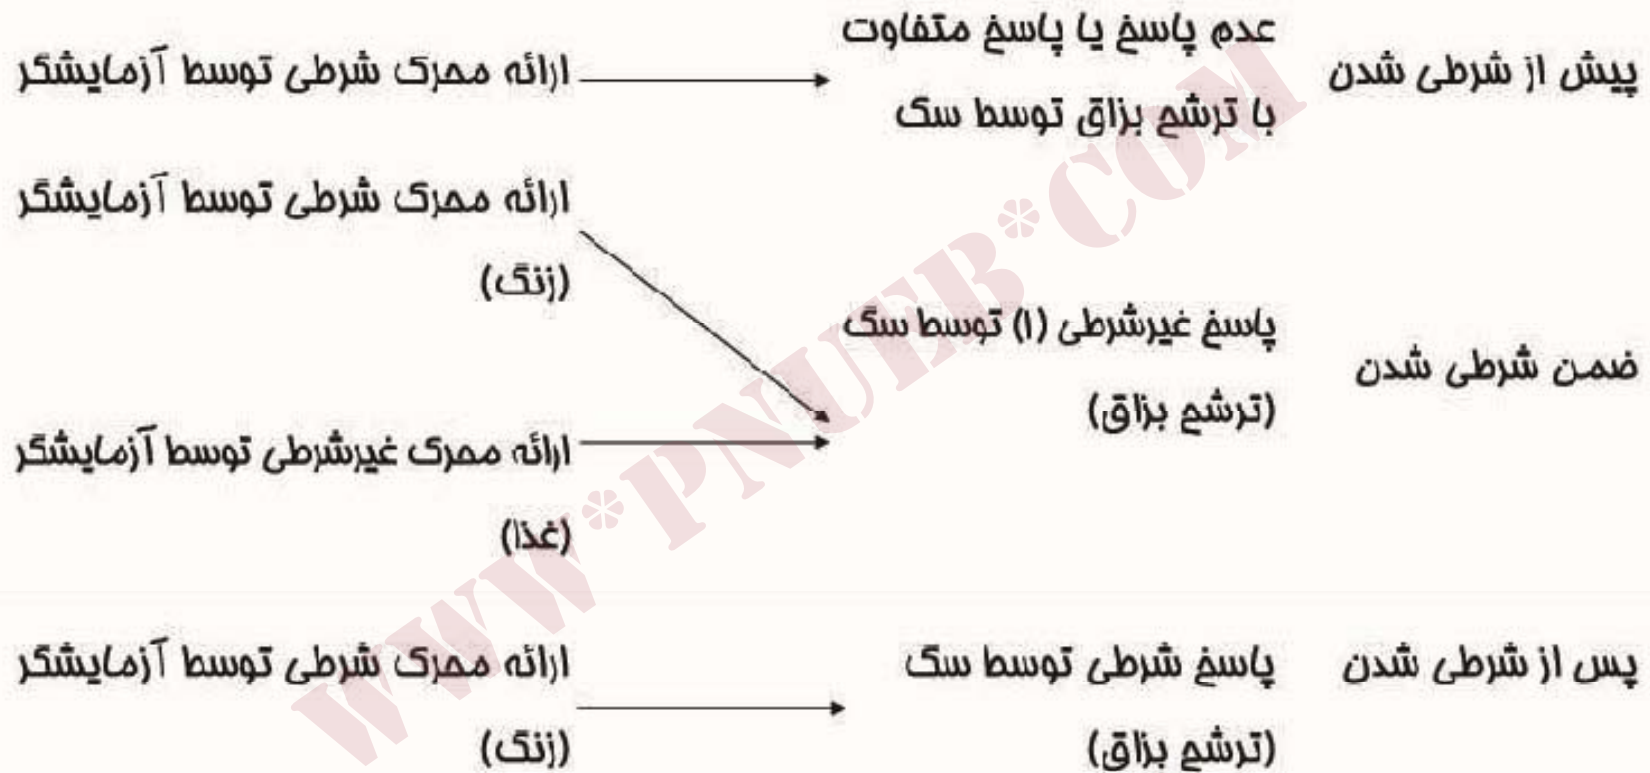 پیش از شرطی شدن
عدم پاسخ یا پاسخ متفاوت
با ترشح بزاق توسط سگ
ارائه محرک شرطی توسط آزمایشگر
ضمن شرطی شدن
پاسخ غیرشرطی (۱) توسط سگ
(ترشح بزاق)
ارائه محرک شرطی توسط آزمایشگر
(زنگ)
ارائه محرک غیرشرطی توسط آزمایشگر
(غذا)
پس از شرطی شدن
پاسخ شرطی توسط سگ
(ترشح بزاق)
ارائه محرک شرطی توسط آزمایشگر
(زنگ)
WWW*PNUEB*COM